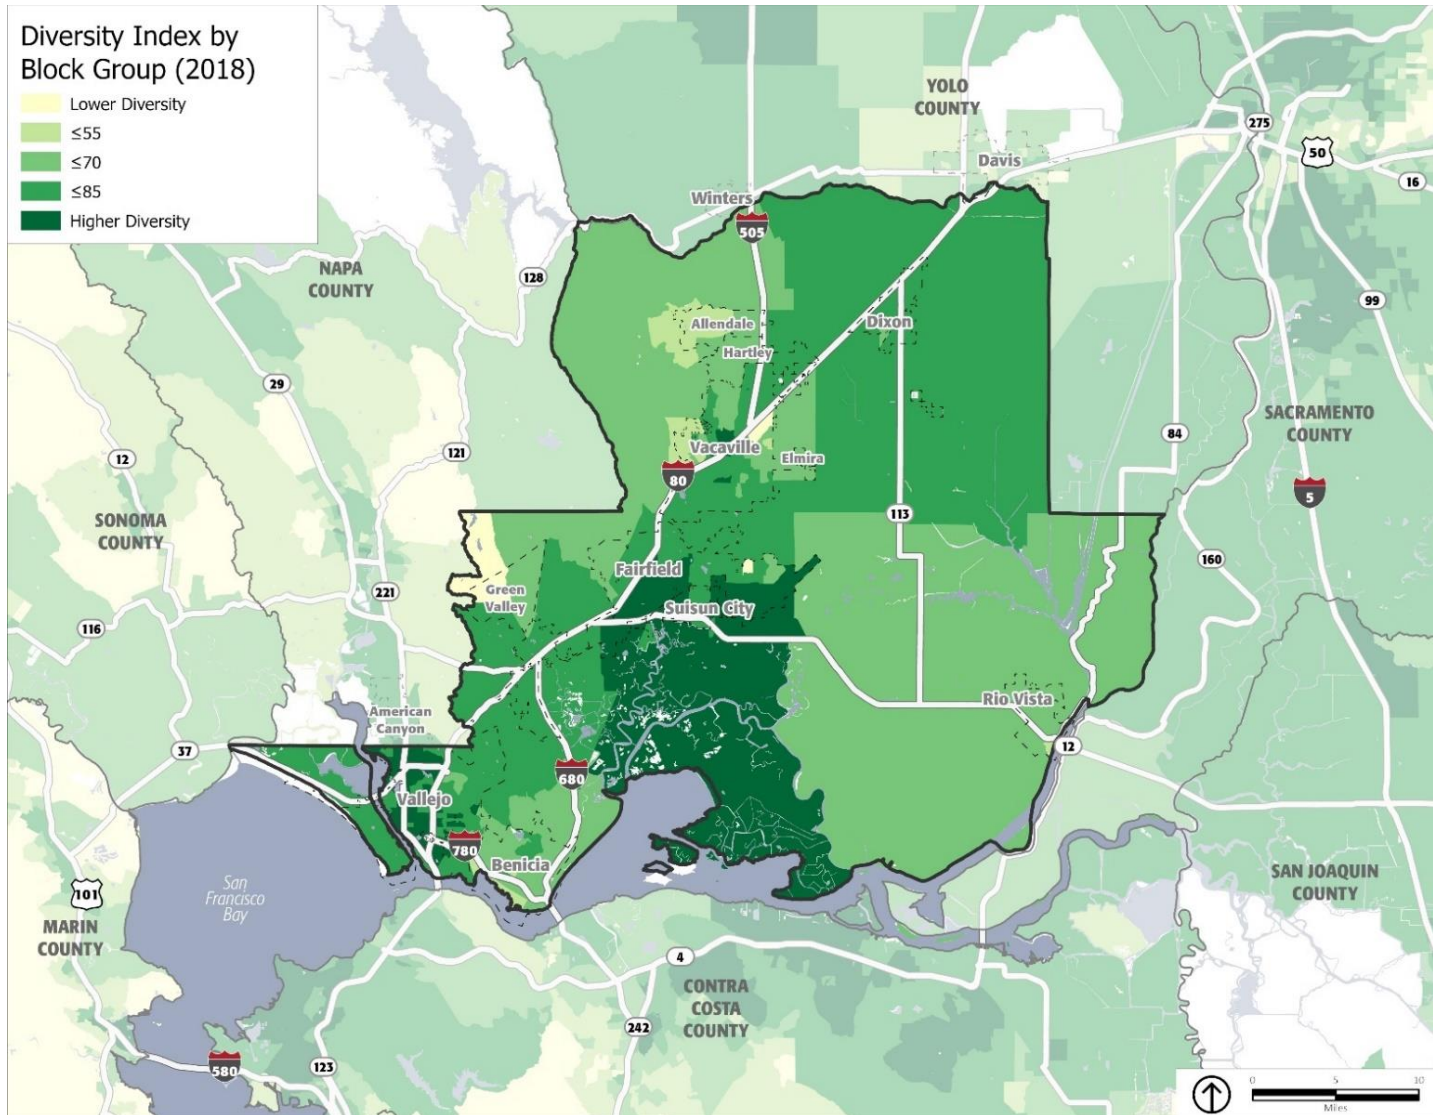 Diversity Index by
Block Group (2018)
Lower Diversity
≤55
≤70
≤85
Higher Diversity
YOLO
COUNTY
275
50
Davis
16
Winters
505
NAPA
COUNTY
128
99
Allendale
Dixon
Hartley
29
SACRAMENTO
COUNTY
84
Vacaville
121
12
Elmira
80
5
113
SONOMA
COUNTY
160
Fairfield
Green
Valley
221
Suisun City
116
Rio Vista
American
Canyon
12
37
680
Vallejo
780
Benicia
San
Francisco
Bay
101
MARIN
COUNTY
SAN JOAQUIN
COUNTY
4
CONTRA
COSTA
COUNTY
242
580
123
0 5 10
Miles